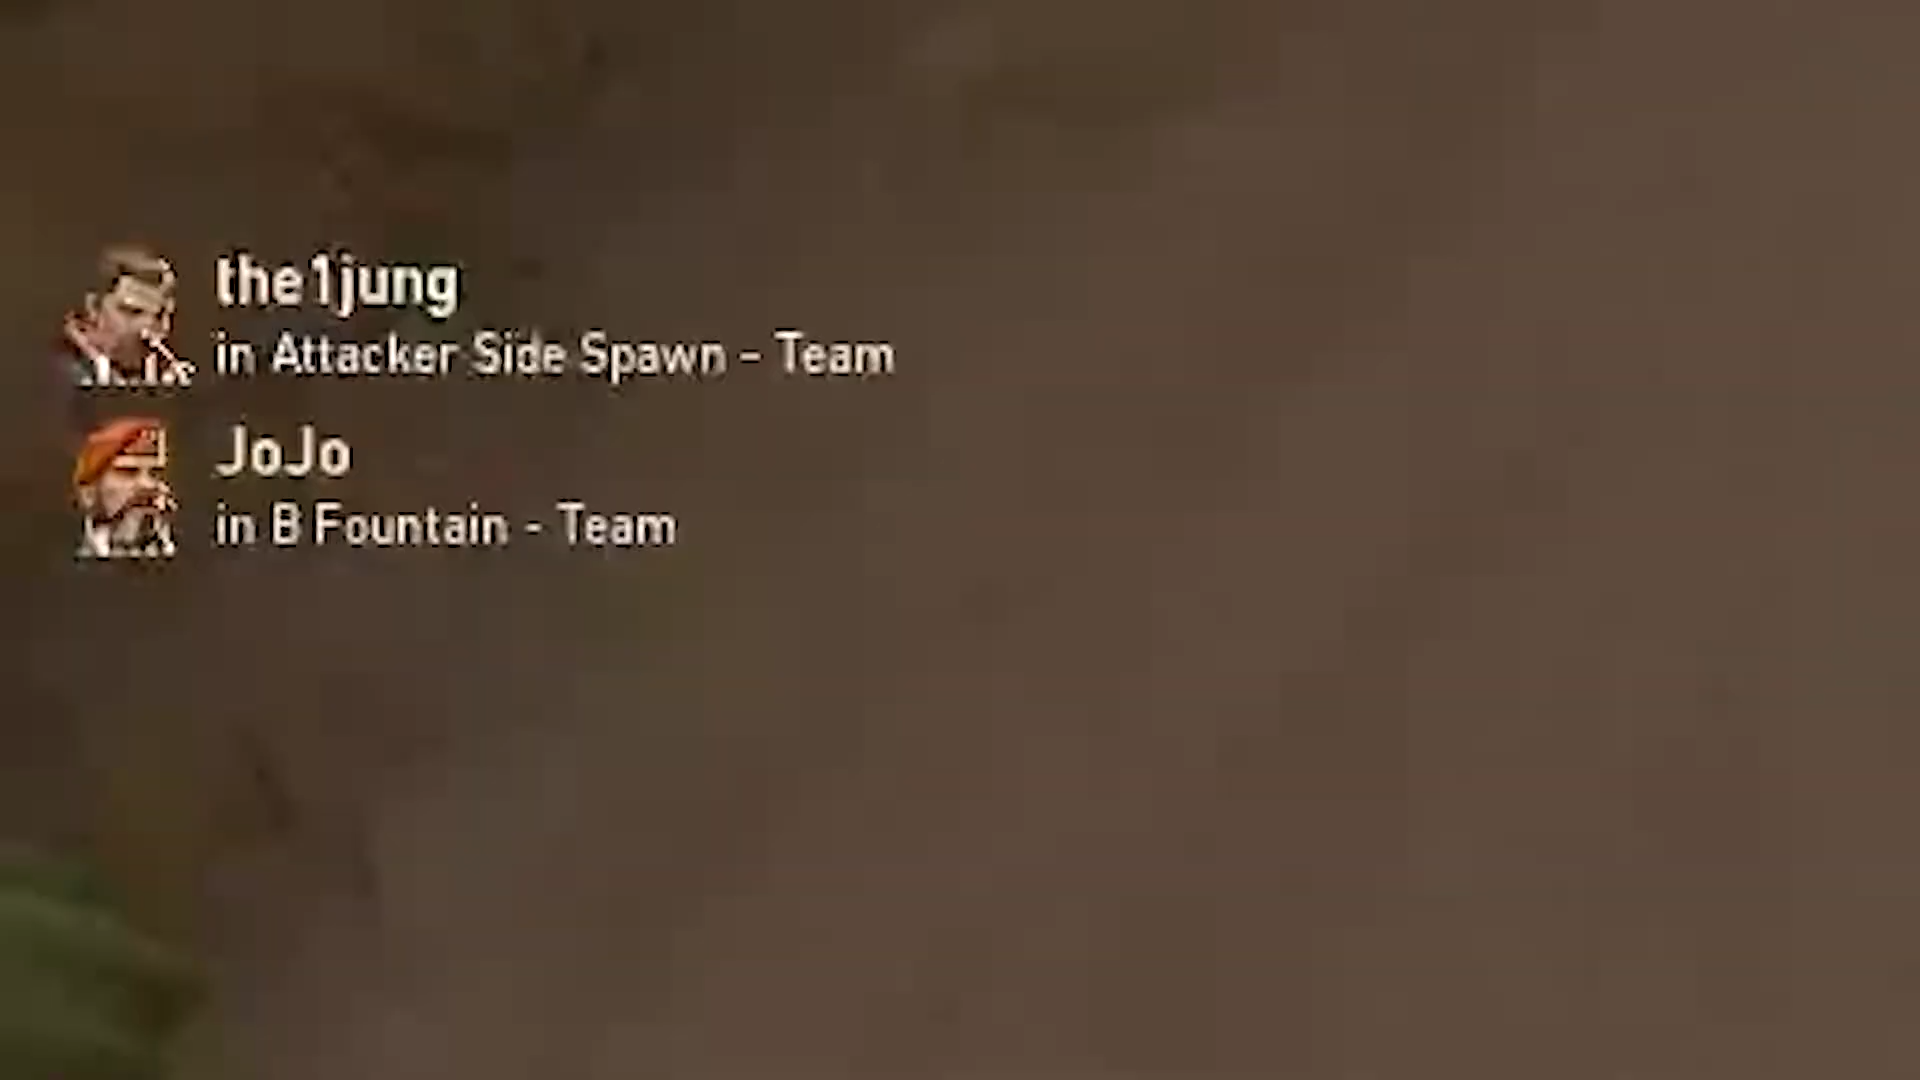 the1jung
in Attacker Side Spawn - Team
JoJo
in B Fountain - Team